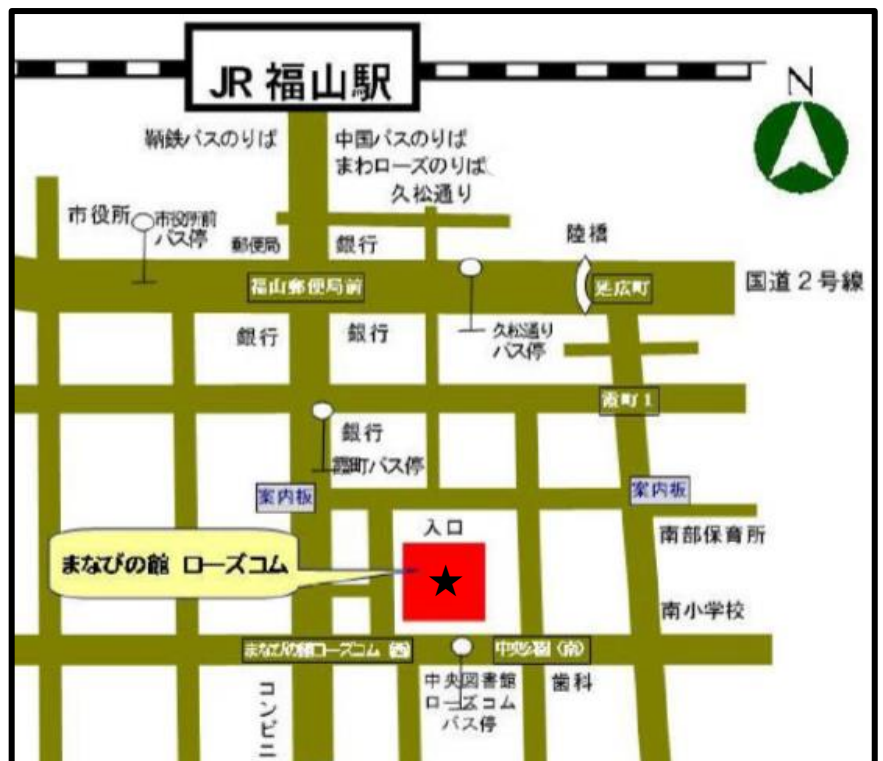 JR 福山駅
N
鞆鉄バスのりば
中国バスのりば
まわローズのりば
久松通り
市役所
市役所前
バス停
郵便局
銀行
陸橋
福山郵便局前
延広町
国道2号線
銀行
銀行
久松通り
バス停
霞町1
銀行
霞町バス停
案内板
案内板
入口
南部保育所
まなびの館 ローズコム
南小学校
まなびの館ローズコム(西)
中央公園(南)
中央図書館
ローズコム
バス停
歯科
コンビニ